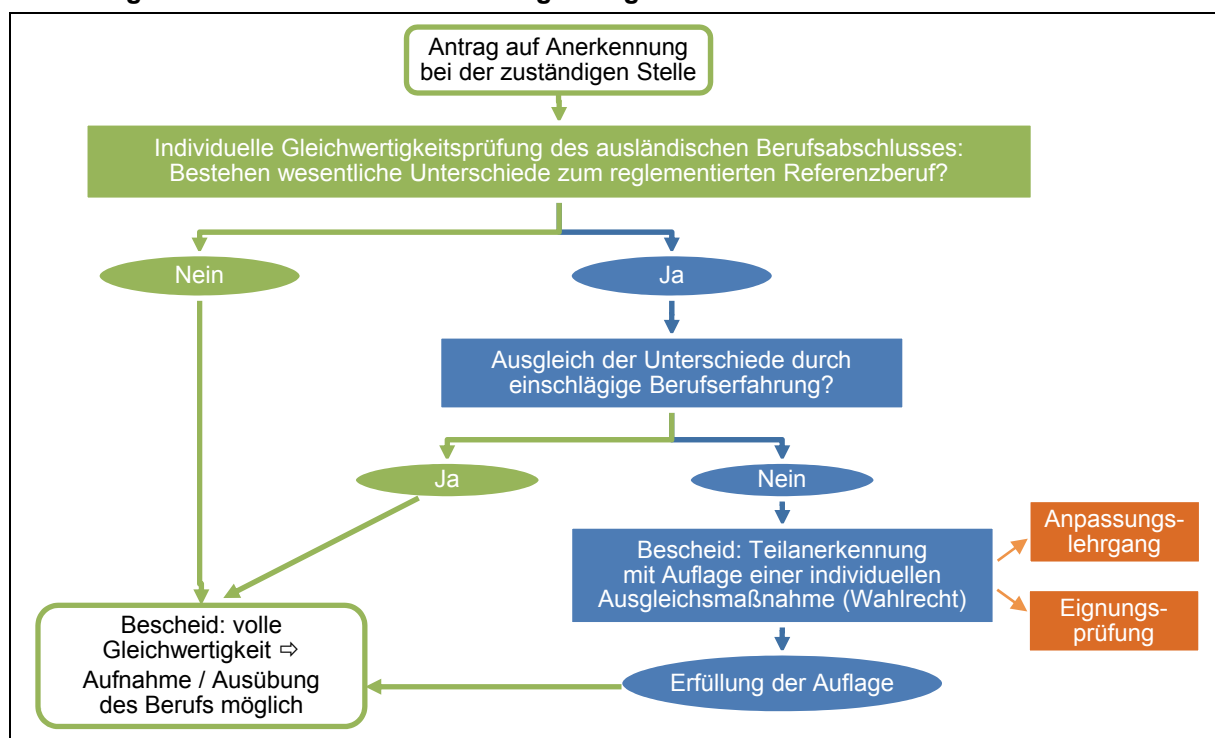 Antrag auf Anerkennung
bei der zuständigen Stelle
Individuelle Gleichwertigkeitsprüfung des ausländischen Berufsabschlusses:
Bestehen wesentliche Unterschiede zum reglementierten Referenzberuf?
Nein
Ja
Ausgleich der Unterschiede durch
einschlägige Berufserfahrung?
Ja
Nein
Bescheid: Teilanerkennung
mit Auflage einer individuellen
Ausgleichsmaßnahme (Wahlrecht)
Anpassungs-
lehrgang
Eignungs-
prüfung
Bescheid: volle
Gleichwertigkeit ⇨
Aufnahme / Ausübung
des Berufs möglich
Erfüllung der Auflage